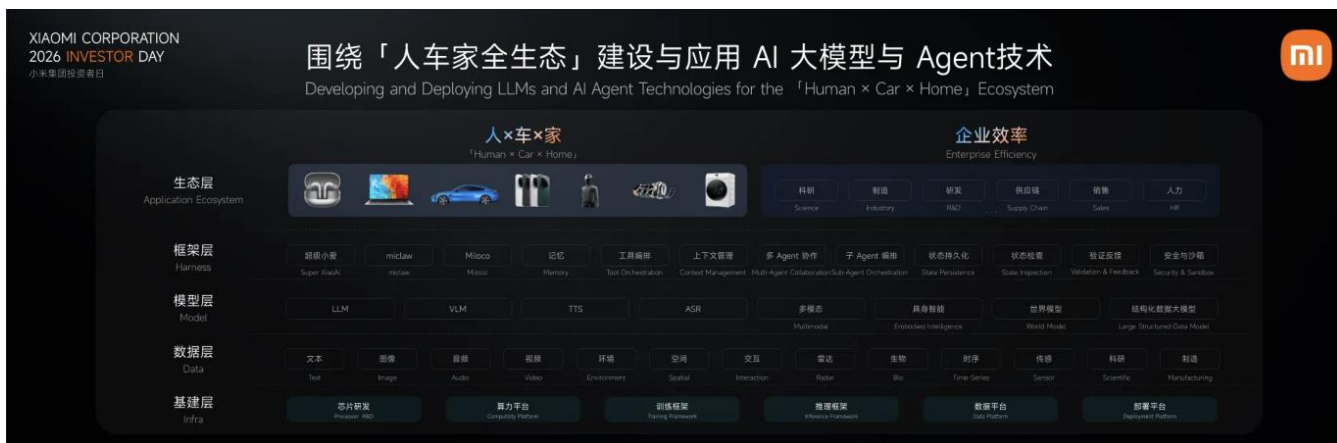 XIAOMI CORPORATION
2026 INVESTOR DAY
小米集团投资者日
围绕「人车家全生态」建设与应用 AI 大模型与 Agent技术
Developing and Deploying LLMs and AI Agent Technologies for the 「Human × Car × Home」 Ecosystem
人×车×家
「Human × Car × Home」
企业效率
Enterprise Efficiency
生态层
Application Ecosystem
科研 制造 研发 供应链 销售 人力
Science Industory R&D ... Supply Chain Sales HR
框架层
Harness
超级小爱 miclaw Miloco 记忆 工具编排 上下文管理 多 Agent 协作 子 Agent 编排 状态持久化 状态检查 验证反馈 安全与沙箱
Super XiaoAi miclaw Miloco Memory Tool Orchestration Context Management Multi-Agent Collaboration Sub-Agent Orchestration State Persistence State Inspection Validation & Feedback Security & Sandbox
模型层
Model
LLM VLM TTS ASR 多模态 具身智能 世界模型 结构化数据大模型
Multimodal Embodied Intelligence World Model Large Structured-Data Model
数据层
Data
文本 图像 音频 视频 环境 空间 交互 雷达 生物 时序 传感 科研 制造
Text Image Audio Video Environment Spatial Interaction Radar Bio Time-Series Sensor Scientific Manufacturing
基建层
Infra
芯片研发 算力平台 训练框架 推理框架 数据平台 部署平台
Processor R&D Computility Platform Training Framework Inference Framework Data Platform Deployment Platform